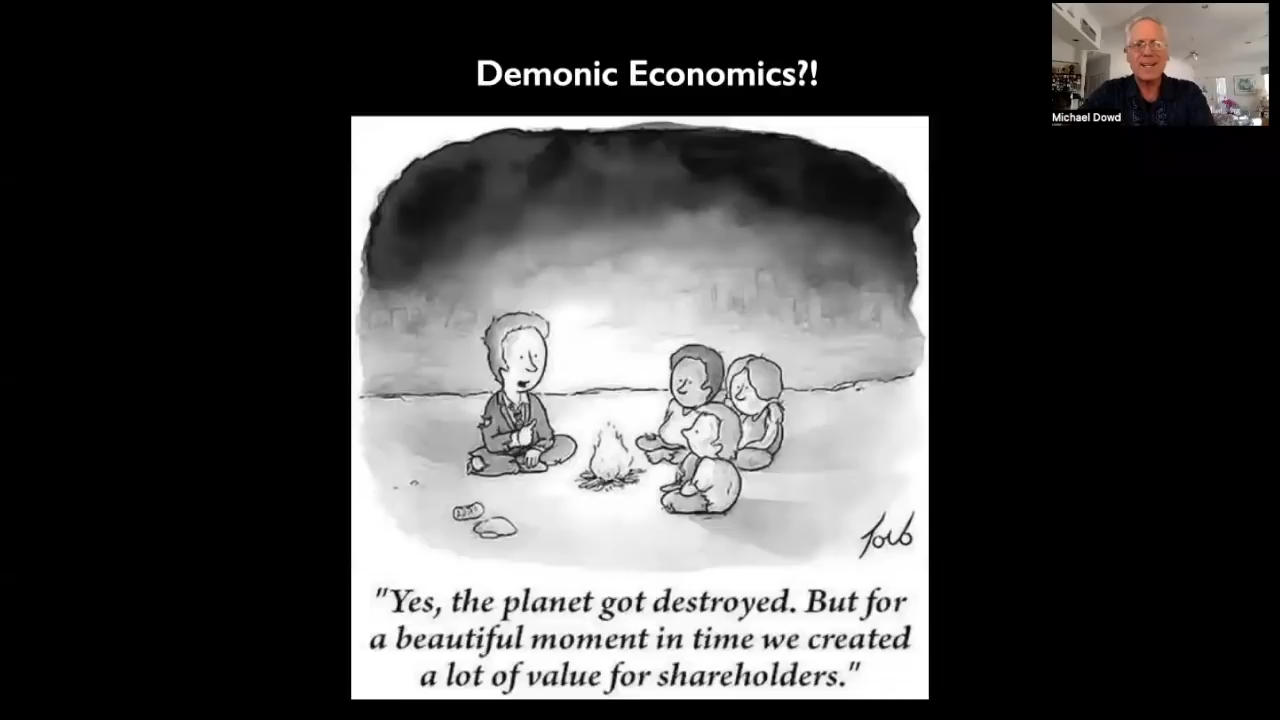 Demonic Economics?!
Michael Dowd
Toro
"Yes, the planet got destroyed. But for
a beautiful moment in time we created
a lot of value for shareholders."